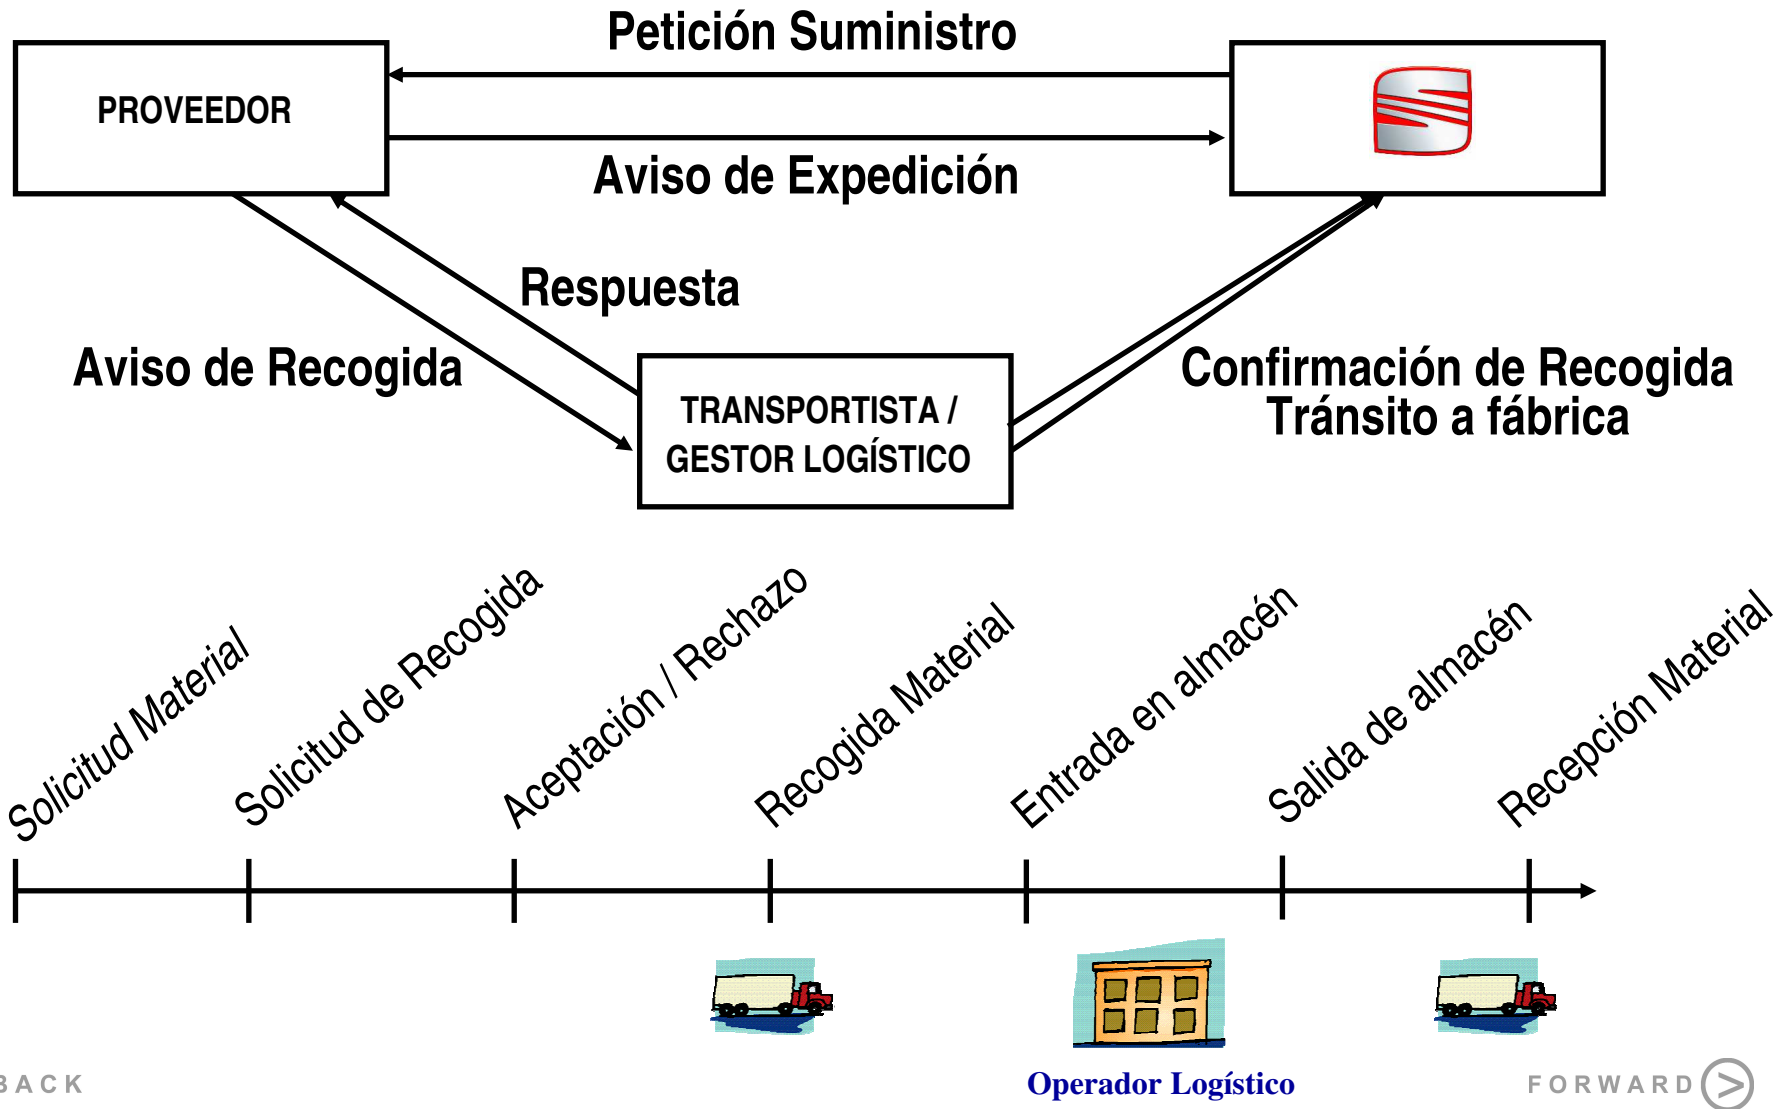 Petición Suministro
PROVEEDOR
Aviso de Expedición
Respuesta
Aviso de Recogida
Confirmación de Recogida
Tránsito a fábrica
TRANSPORTISTA /
GESTOR LOGÍSTICO
Solicitud Material
Solicitud de Recogida
Aceptación / Rechazo
Recogida Material
Entrada en almacén
Salida de almacén
Recepción Material
Operador Logístico
BACK
FORWARD